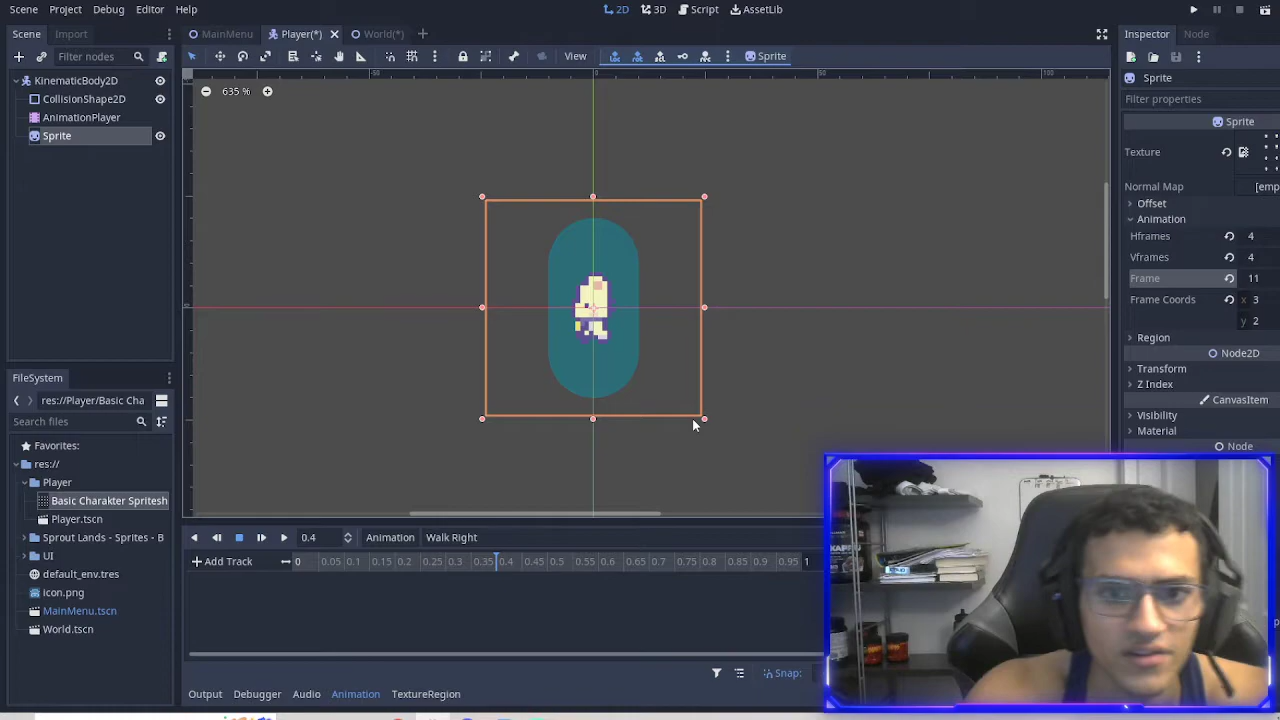 Scene Project Debug Editor Help
2D 3D Script AssetLib
Scene Import
MainMenu Player(*) World(*)
Inspector Node
Filter nodes
View Sprite
KinematicBody2D
CollisionShape2D
AnimationPlayer
Sprite
-50 0 50 100
635 %
Sprite
Filter properties
Sprite
Texture
Normal Map [emp
Offset
Animation
Hframes 4
Vframes 4
Frame 11
Frame Coords x 3
y 2
Region
Node2D
Transform
Z Index
CanvasItem
Visibility
Material
Node
FileSystem
res://Player/Basic Cha
Search files
Favorites:
res://
Player
Basic Charakter Spritesh
Player.tscn
Sprout Lands - Sprites - B
UI
default_env.tres
icon.png
MainMenu.tscn
World.tscn
0.4 Animation Walk Right
Add Track 0 0.05 0.1 0.15 0.2 0.25 0.3 0.35 0.4 0.45 0.5 0.55 0.6 0.65 0.7 0.75 0.8 0.85 0.9 0.95 1
Snap:
Output Debugger Audio Animation TextureRegion